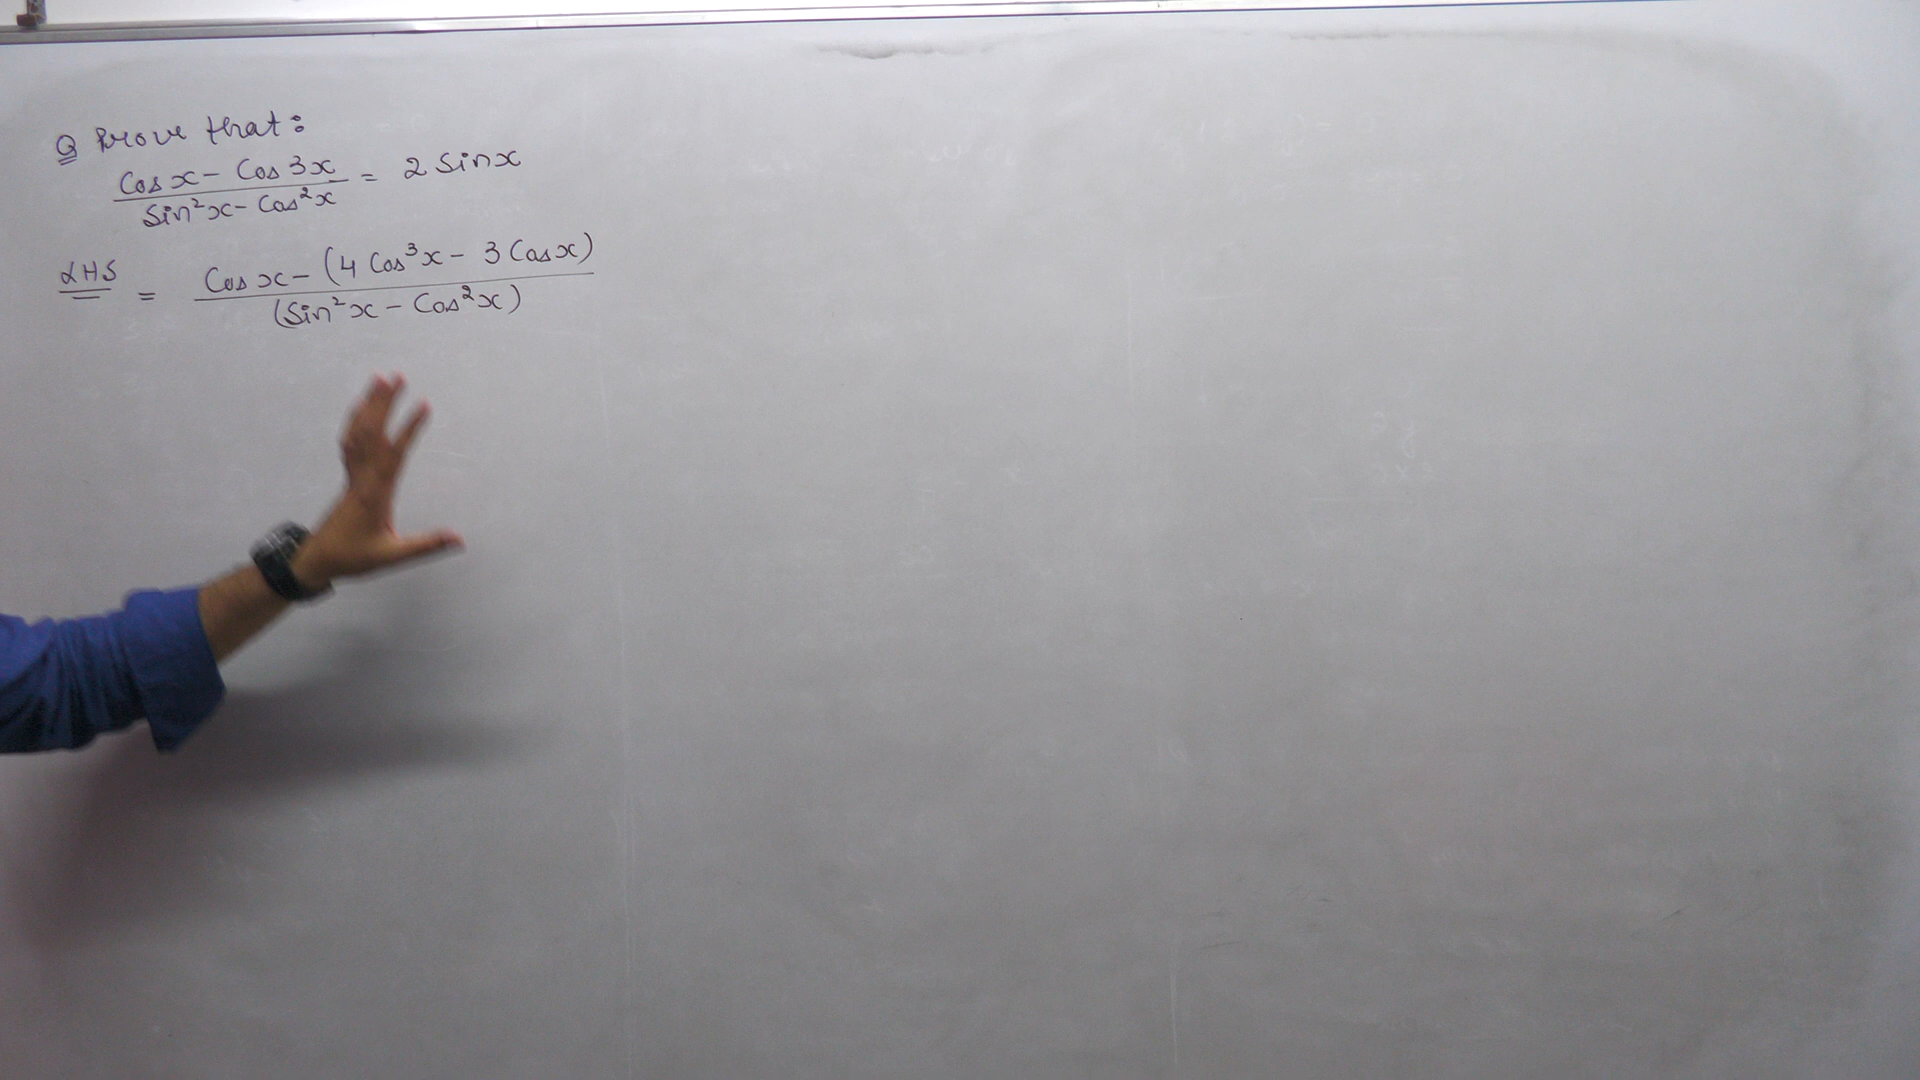 Q Prove that:
Cos x - Cos 3x / Sin²x - Cos²x = 2 Sin x
LHS = Cos x - (4 Cos³x - 3 Cos x) / (Sin²x - Cos²x)